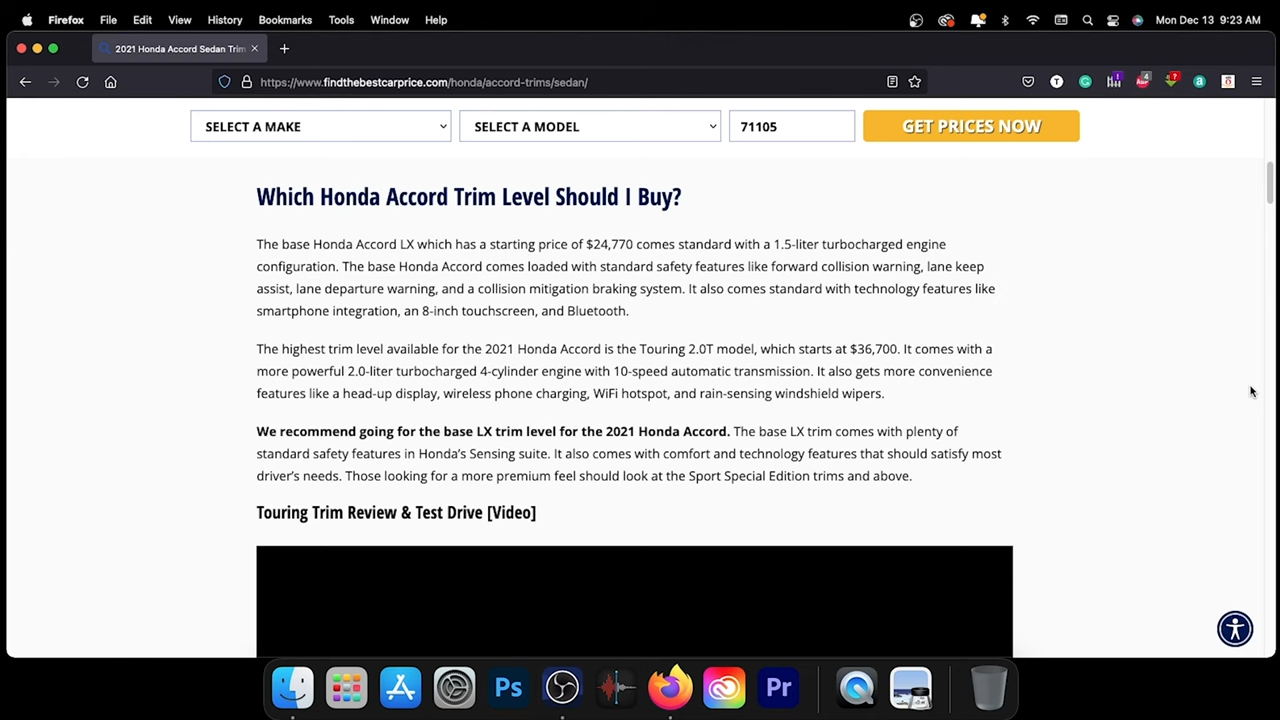 Firefox File Edit View History Bookmarks Tools Window Help Mon Dec 13 9:23 AM
2021 Honda Accord Sedan Trim
https://www.findthebestcarprice.com/honda/accord-trims/sedan/
SELECT A MAKE SELECT A MODEL 71105 GET PRICES NOW
Which Honda Accord Trim Level Should I Buy?
The base Honda Accord LX which has a starting price of $24,770 comes standard with a 1.5-liter turbocharged engine
configuration. The base Honda Accord comes loaded with standard safety features like forward collision warning, lane keep
assist, lane departure warning, and a collision mitigation braking system. It also comes standard with technology features like
smartphone integration, an 8-inch touchscreen, and Bluetooth.
The highest trim level available for the 2021 Honda Accord is the Touring 2.0T model, which starts at $36,700. It comes with a
more powerful 2.0-liter turbocharged 4-cylinder engine with 10-speed automatic transmission. It also gets more convenience
features like a head-up display, wireless phone charging, WiFi hotspot, and rain-sensing windshield wipers.
We recommend going for the base LX trim level for the 2021 Honda Accord. The base LX trim comes with plenty of
standard safety features in Honda's Sensing suite. It also comes with comfort and technology features that should satisfy most
driver's needs. Those looking for a more premium feel should look at the Sport Special Edition trims and above.
Touring Trim Review & Test Drive [Video]
Ps Pr